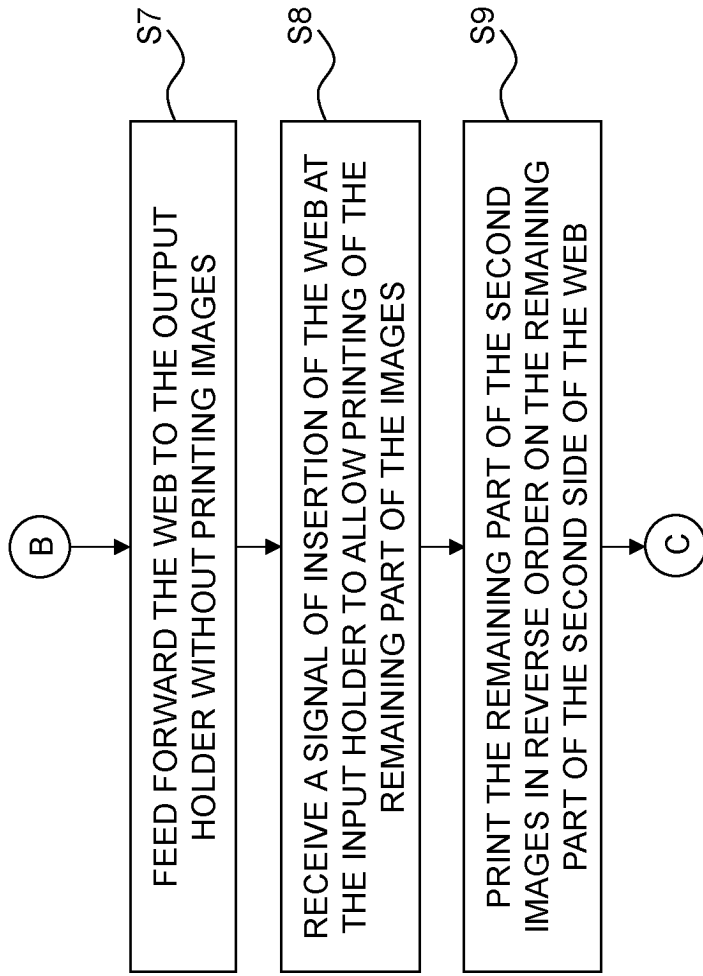 B
FEED FORWARD THE WEB TO THE OUTPUT
HOLDER WITHOUT PRINTING IMAGES
S7
RECEIVE A SIGNAL OF INSERTION OF THE WEB AT
THE INPUT HOLDER TO ALLOW PRINTING OF THE
REMAINING PART OF THE IMAGES
S8
PRINT THE REMAINING PART OF THE SECOND
IMAGES IN REVERSE ORDER ON THE REMAINING
PART OF THE SECOND SIDE OF THE WEB
S9
C